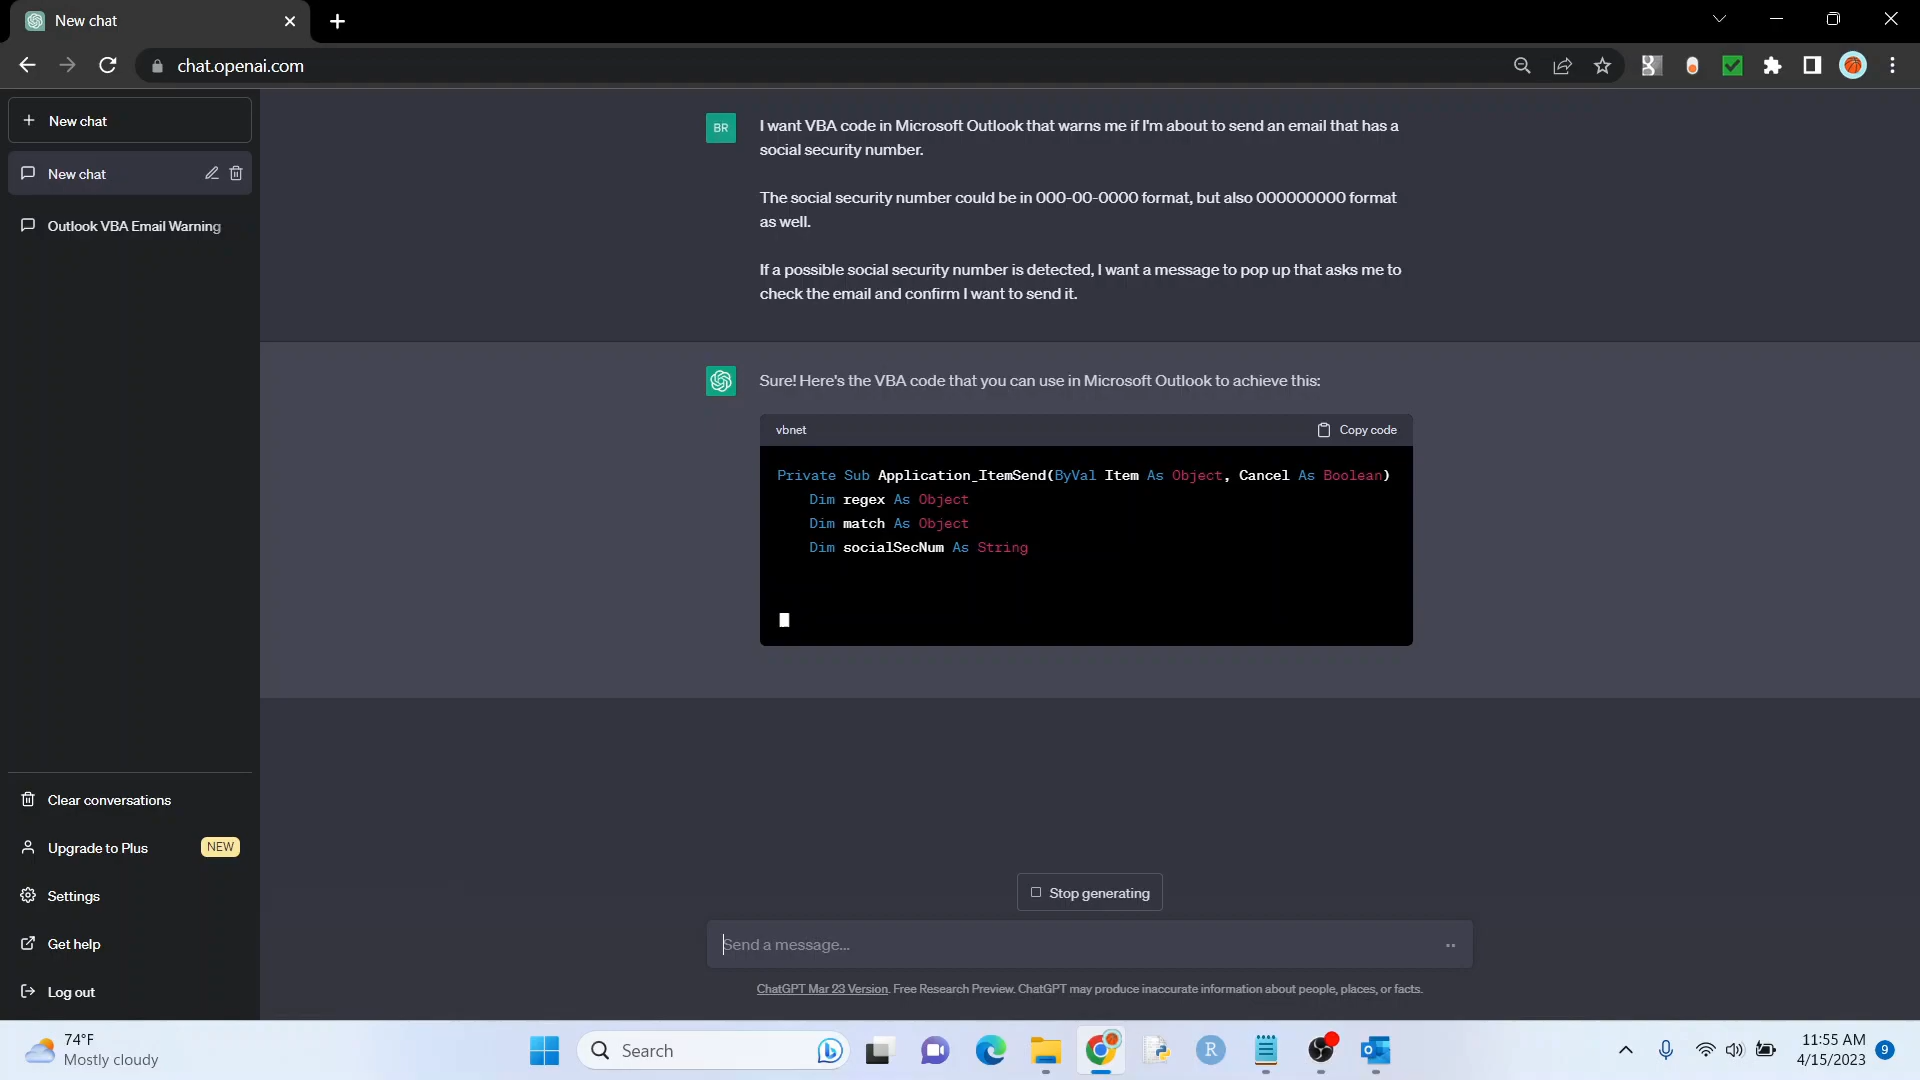 New chat
chat.openai.com
New chat
New chat
Outlook VBA Email Warning
BR
I want VBA code in Microsoft Outlook that warns me if I'm about to send an email that has a
social security number.
The social security number could be in 000-00-0000 format, but also 000000000 format
as well.
If a possible social security number is detected, I want a message to pop up that asks me to
check the email and confirm I want to send it.
Sure! Here's the VBA code that you can use in Microsoft Outlook to achieve this:
vbnet
Copy code
Private Sub Application_ItemSend(ByVal Item As Object, Cancel As Boolean)
Dim regex As Object
Dim match As Object
Dim socialSecNum As String
Clear conversations
Upgrade to Plus
NEW
Settings
Get help
Log out
Stop generating
Send a message...
ChatGPT Mar 23 Version. Free Research Preview. ChatGPT may produce inaccurate information about people, places, or facts.
74°F
Mostly cloudy
Search
R
11:55 AM
4/15/2023
9